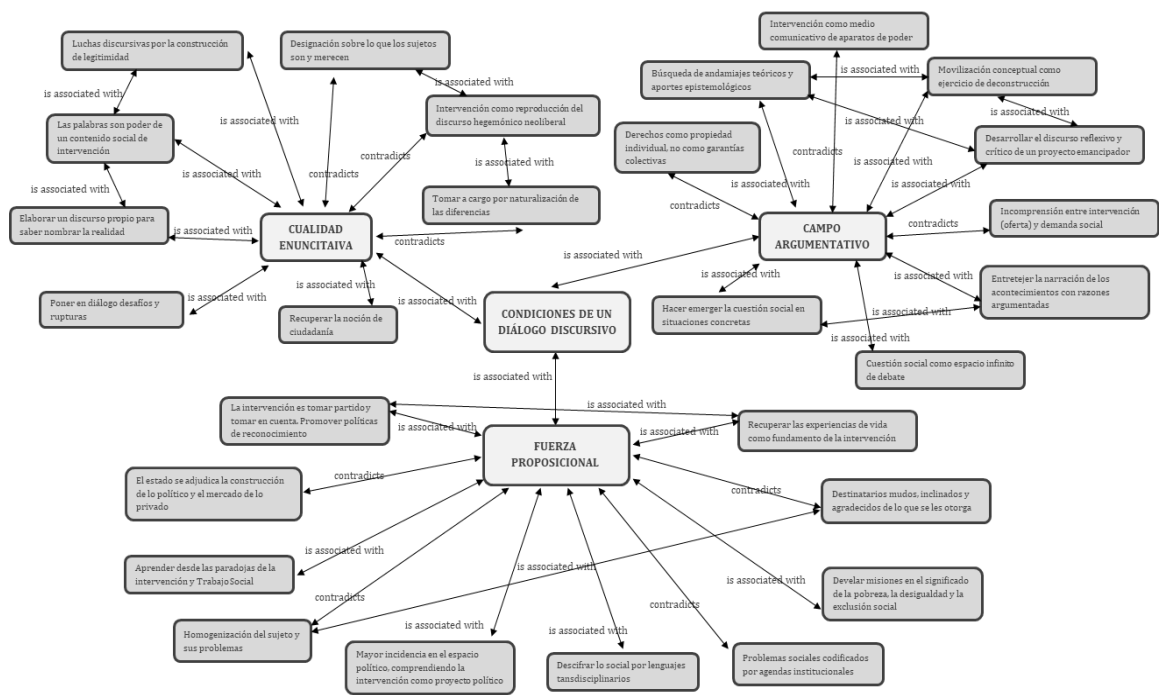 Intervención como medio
comunicativo de aparatos de poder
Luchas discursivas por la construcción
de legitimidad
Designación sobre lo que los sujetos
son y merecen
is associated with
Búsqueda de andamiajes teóricos y
aportes epistemológicos
is associated with
Movilización conceptual como
ejercicio de deconstrucción
is associated with
is associated with
Las palabras son poder de
un contenido social de
intervención
is associated with
contradicts
Intervención como reproducción del
discurso hegemónico neoliberal
contradicts
Derechos como propiedad
individual, no como garantías
colectivas
is associated with
contradicts
is associated with
Desarrollar el discurso reflexivo y
crítico de un proyecto emancipador
is associated with
is associated with
is associated with
is associated with
is associated with
contradicts
Elaborar un discurso propio para
saber nombrar la realidad
is associated with
CUALIDAD
ENUNCITAIVA
contradicts
Tomar a cargo por naturalización de
las diferencias
CAMPO
ARGUMENTATIVO
contradicts
Incomprensión entre intervención
(oferta) y demanda social
is associated with
is associated with
is associated with
is associated with
is associated with
is associated with
Entretejer la narración de los
acontecimientos con razones
argumentadas
Poner en diálogo desafíos y
rupturas
Recuperar la noción de
ciudadanía
CONDICIONES DE UN
DIÁLOGO DISCURSIVO
Hacer emerger la cuestión social en
situaciones concretas
is associated with
is associated with
Cuestión social como espacio infinito
de debate
is associated with
La intervención es tomar partido y
tomar en cuenta. Promover políticas
de reconocimiento
is associated with
is associated with
is associated with
Recuperar las experiencias de vida
como fundamento de la intervención
FUERZA
PROPOSICIONAL
El estado se adjudica la construcción
de lo político y el mercado de lo
privado
contradicts
contradicts
Destinatarios mudos, inclinados y
agradecidos de lo que se les otorga
Aprender desde las paradojas de la
intervención y Trabajo Social
is associated with
is associated with
is associated with
Develar misiones en el significado
de la pobreza, la desigualdad y la
exclusión social
contradicts
contradicts
Homogenización del sujeto y
sus problemas
is associated with
is associated with
Mayor incidencia en el espacio
político, comprendiendo la
intervención como proyecto político
Descifrar lo social por lenguajes
tansdisciplinarios
Problemas sociales codificados
por agendas institucionales